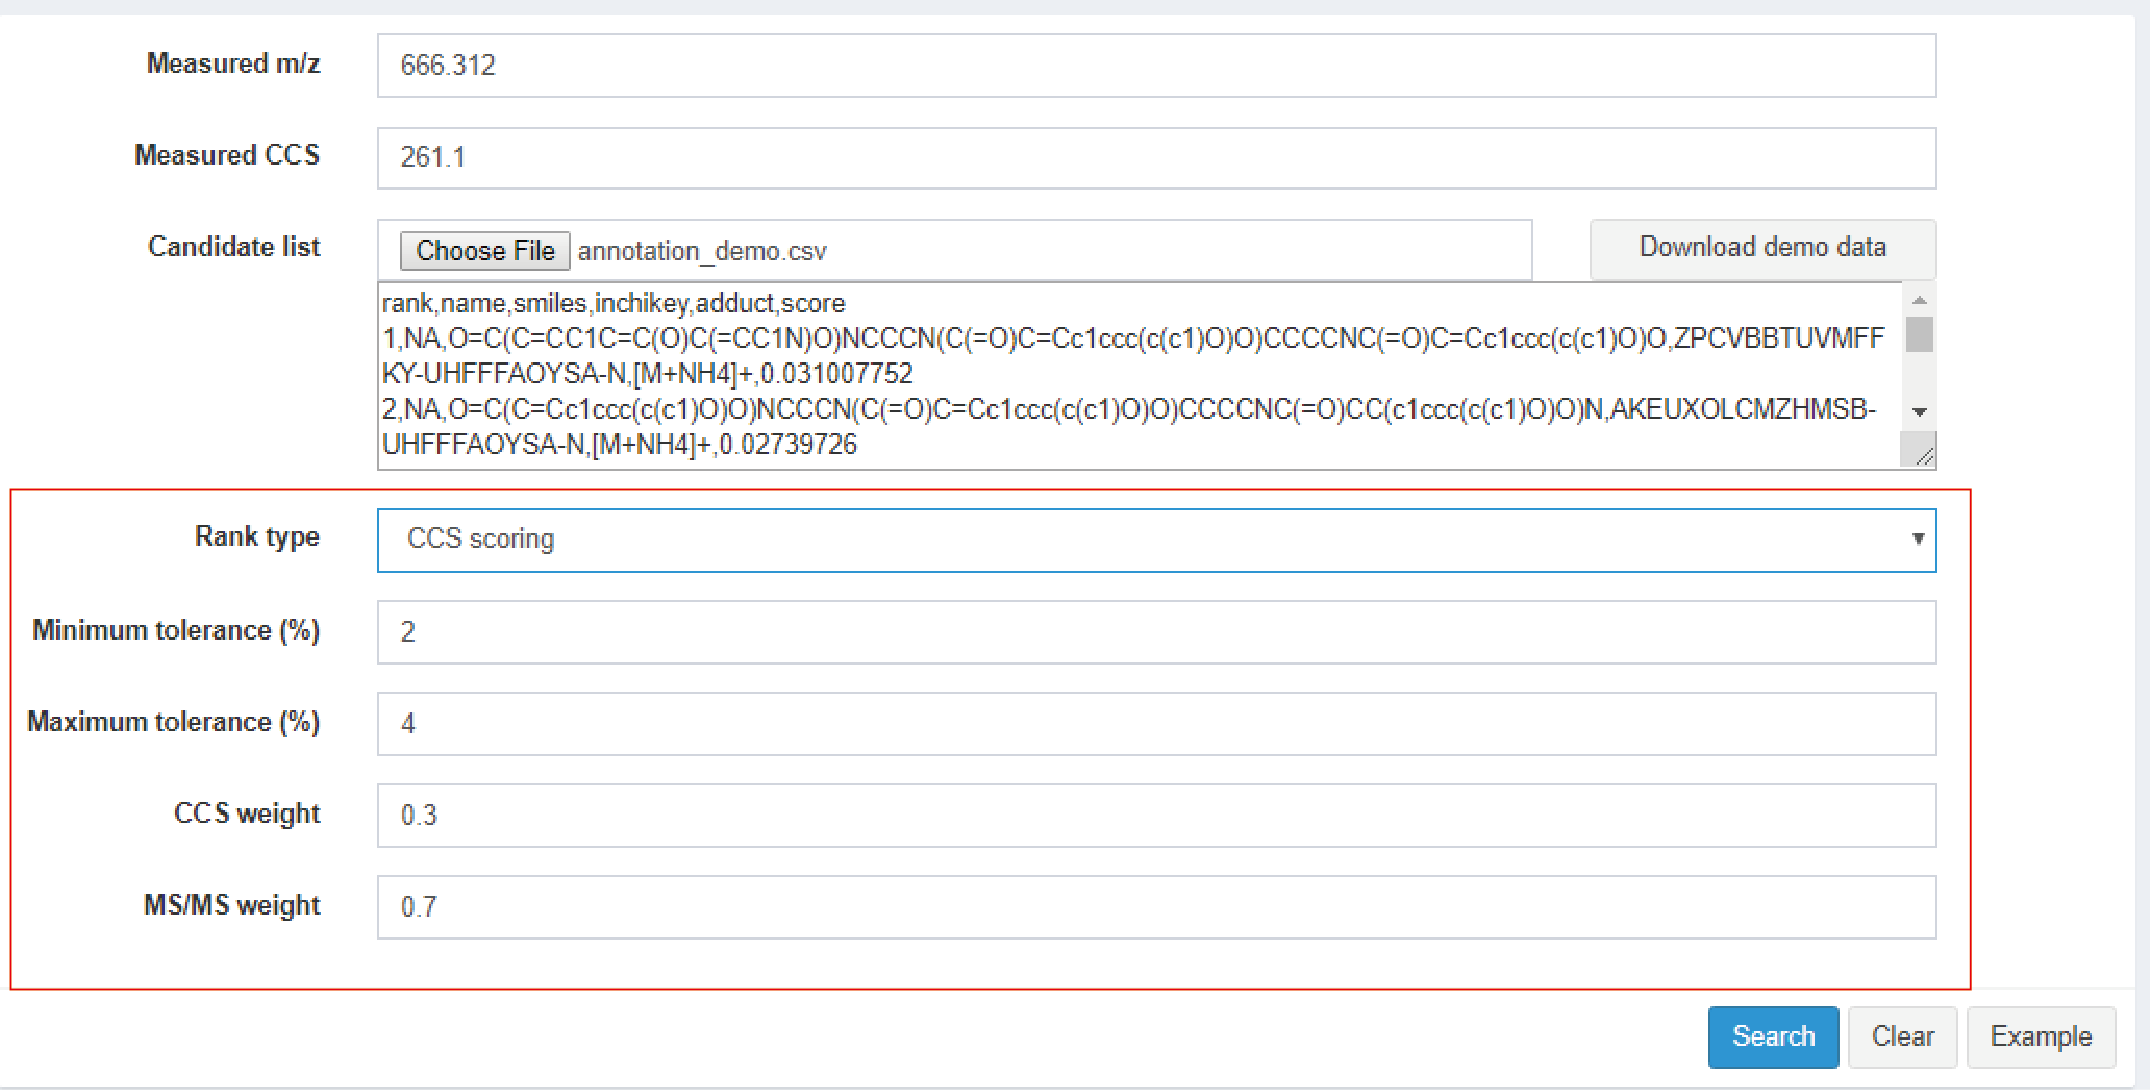 Measured m/z 666.312
Measured CCS 261.1
Candidate list Choose File annotation_demo.csv Download demo data
rank,name,smiles,inchikey,adduct,score
1,NA,O=C(C=CC1C=C(O)C(=CC1N)O)NCCCN(C(=O)C=Cc1ccc(c(c1)O)O)CCCCNC(=O)C=Cc1ccc(c(c1)O)O,ZPCVBBTUVMFF
KY-UHFFFAOYSA-N,[M+NH4]+,0.031007752
2,NA,O=C(C=Cc1ccc(c(c1)O)O)NCCCN(C(=O)C=Cc1ccc(c(c1)O)O)CCCCNC(=O)CC(c1ccc(c(c1)O)O)N,AKEUXOLCMZHMSB-
UHFFFAOYSA-N,[M+NH4]+,0.02739726
Rank type CCS scoring
Minimum tolerance (%) 2
Maximum tolerance (%) 4
CCS weight 0.3
MS/MS weight 0.7
Search Clear Example